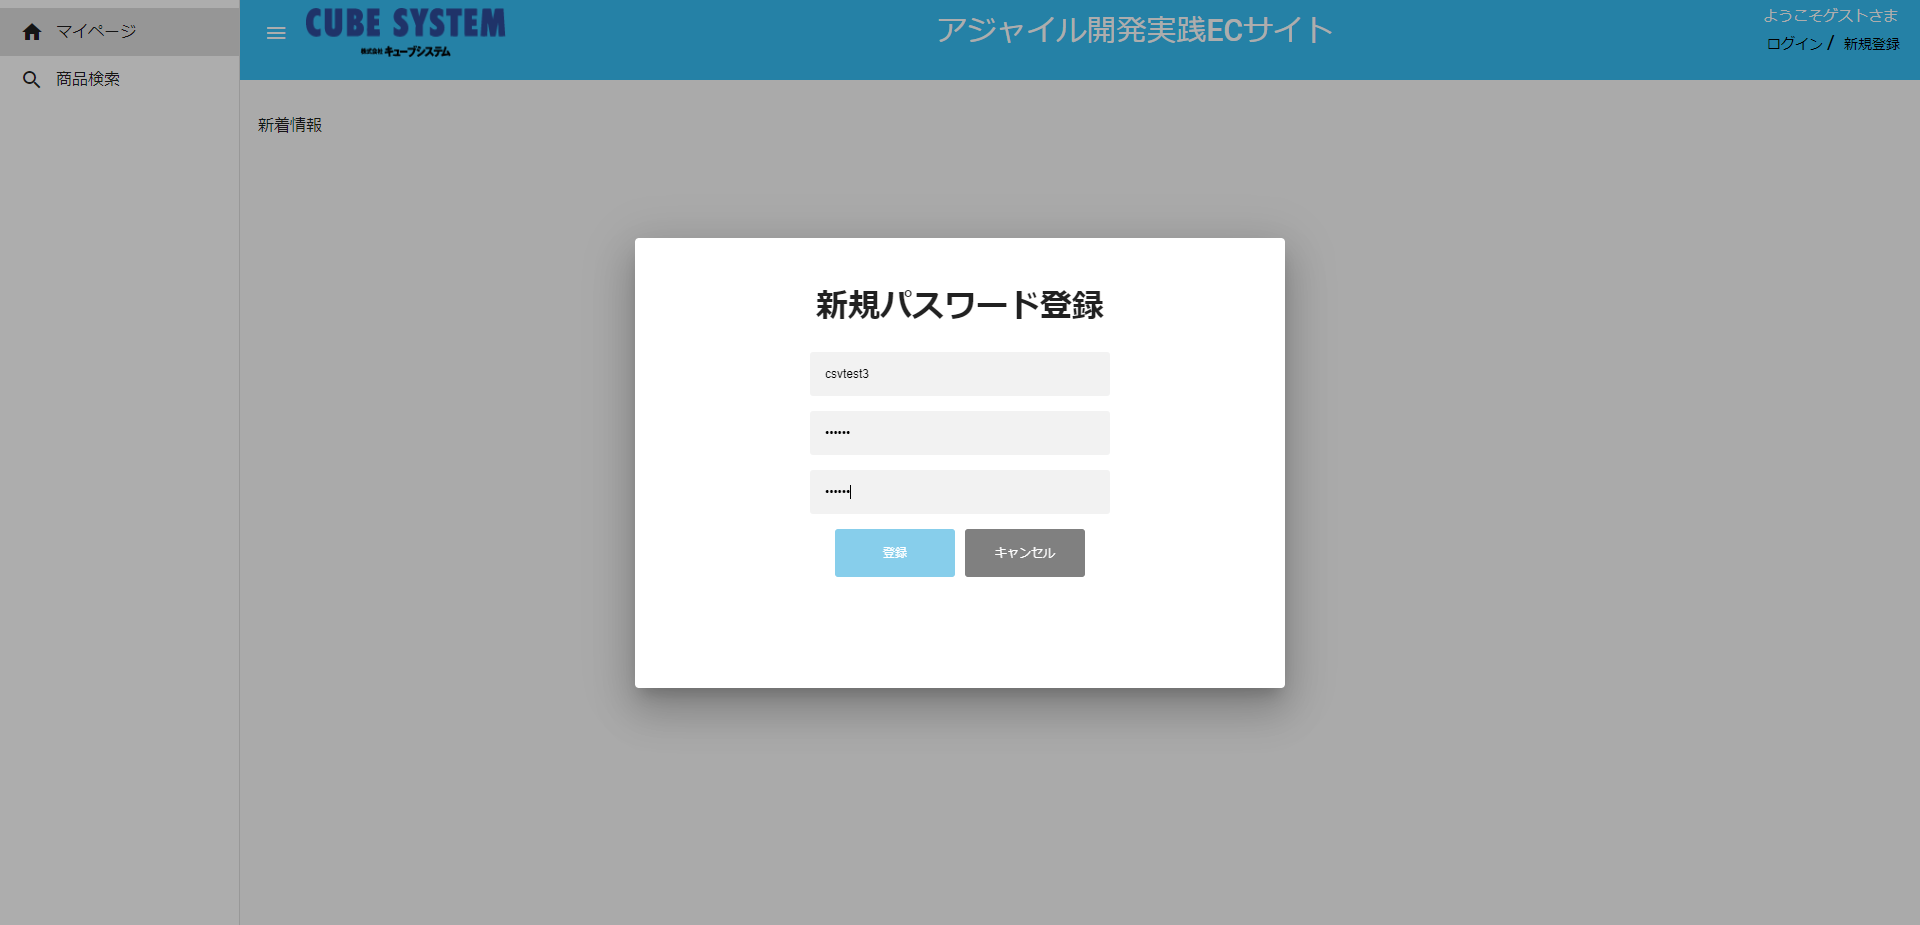 マイページ
商品検索
CUBE SYSTEM
株式会社 キューブシステム
アジャイル開発実践ECサイト
ようこそゲストさま
ログイン / 新規登録
新着情報
新規パスワード登録
csvtest3
••••••
••••••
登録 キャンセル